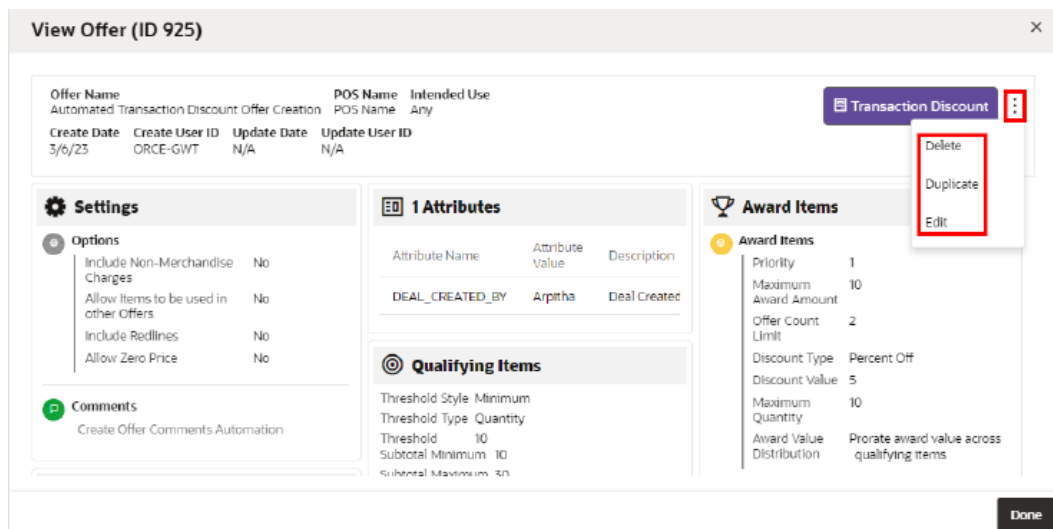 View Offer (ID 925)
Offer Name POS Name Intended Use
Automated Transaction Discount Offer Creation POS Name Any
Create Date Create User ID Update Date Update User ID
3/6/23 ORCE-GWT N/A N/A
Transaction Discount
Delete
Duplicate
Edit
Settings
Options
Include Non-Merchandise No
Charges
Allow Items to be used in No
other Offers
Include Redlines No
Allow Zero Price No
Comments
Create Offer Comments Automation
1 Attributes
Attribute Name Attribute Description
Value
DEAL_CREATED_BY Arpitha Deal Created
Qualifying Items
Threshold Style Minimum
Threshold Type Quantity
Threshold 10
Subtotal Minimum 10
Subtotal Maximum 30
Award Items
Award Items
Priority 1
Maximum 10
Award Amount
Offer Count 2
Limit
Discount Type Percent Off
Discount Value 5
Maximum 10
Quantity
Award Value Prorate award value across
Distribution qualifying items
Done